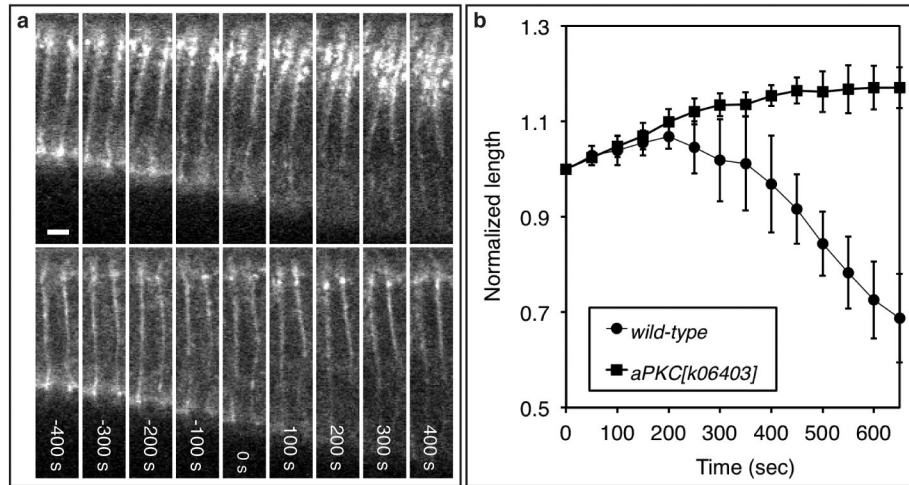 a
-400 s
-300 s
-200 s
-100 s
0 s
100 s
200 s
300 s
400 s
b
1.3
1.1
0.9
0.7
0.5
Normalized length
wild-type
aPKC[k06403]
0 100 200 300 400 500 600
Time (sec)